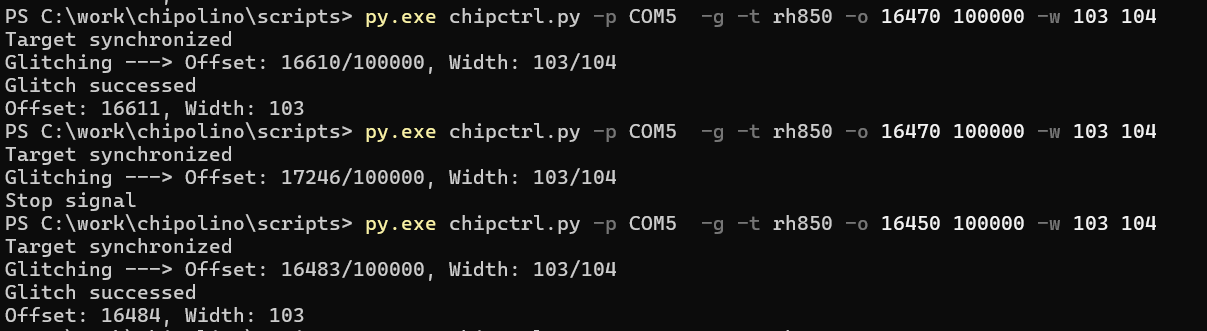 PS C:\work\chipolino\scripts> py.exe chipctrl.py -p COM5  -g -t rh850 -o 16470 100000 -w 103 104
Target synchronized
Glitching ---> Offset: 16610/100000, Width: 103/104
Glitch successed
Offset: 16611, Width: 103
PS C:\work\chipolino\scripts> py.exe chipctrl.py -p COM5  -g -t rh850 -o 16470 100000 -w 103 104
Target synchronized
Glitching ---> Offset: 17246/100000, Width: 103/104
Stop signal
PS C:\work\chipolino\scripts> py.exe chipctrl.py -p COM5  -g -t rh850 -o 16450 100000 -w 103 104
Target synchronized
Glitching ---> Offset: 16483/100000, Width: 103/104
Glitch successed
Offset: 16484, Width: 103